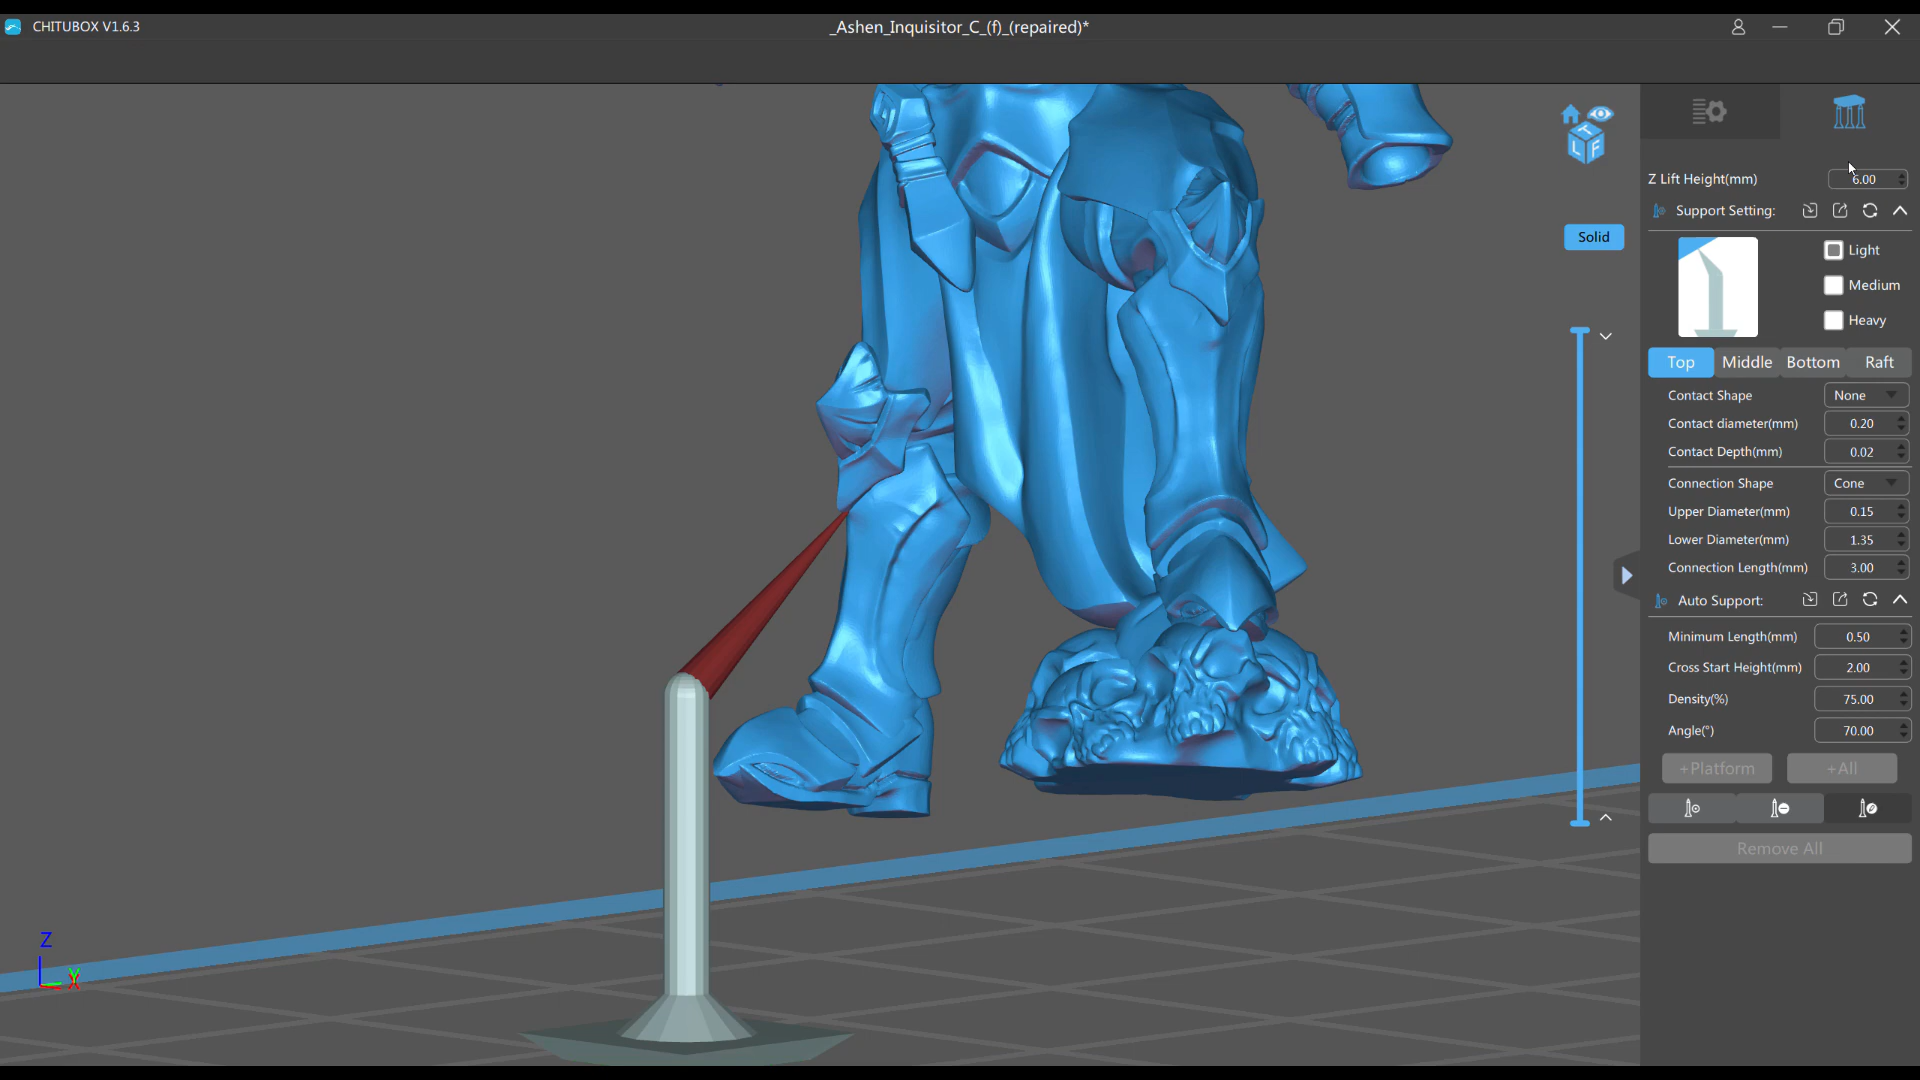 CHITUBOX V1.6.3
_Ashen_Inquisitor_C_(f)_(repaired)*
T
L F
Solid
Z Lift Height(mm) 6.00
Support Setting:
Light
Medium
Heavy
Top Middle Bottom Raft
Contact Shape None
Contact diameter(mm) 0.20
Contact Depth(mm) 0.02
Connection Shape Cone
Upper Diameter(mm) 0.15
Lower Diameter(mm) 1.35
Connection Length(mm) 3.00
Auto Support:
Minimum Length(mm) 0.50
Cross Start Height(mm) 2.00
Density(%) 75.00
Angle(°) 70.00
+Platform +All
Remove All
Z
Y
X